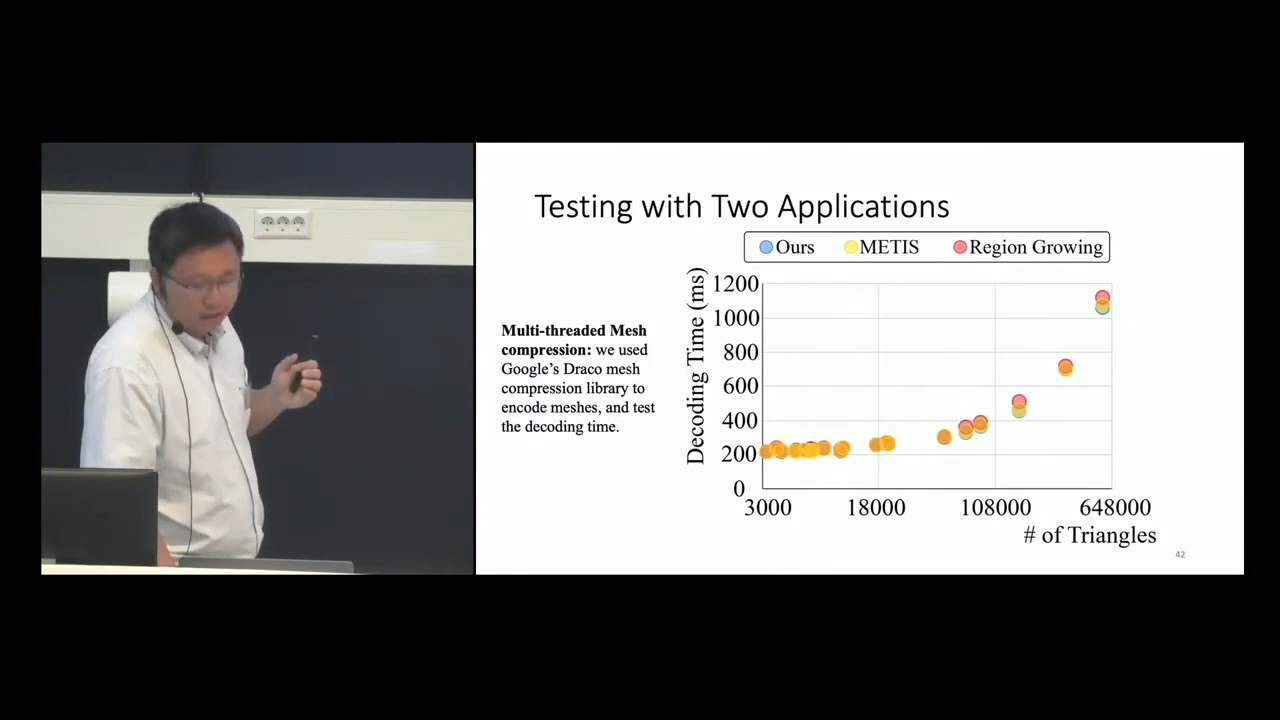 Testing with Two Applications
Ours METIS Region Growing
Multi-threaded Mesh
compression: we used
Google's Draco mesh
compression library to
encode meshes, and test
the decoding time.
Decoding Time (ms)
1200
1000
800
600
400
200
0
3000 18000 108000 648000
# of Triangles
42